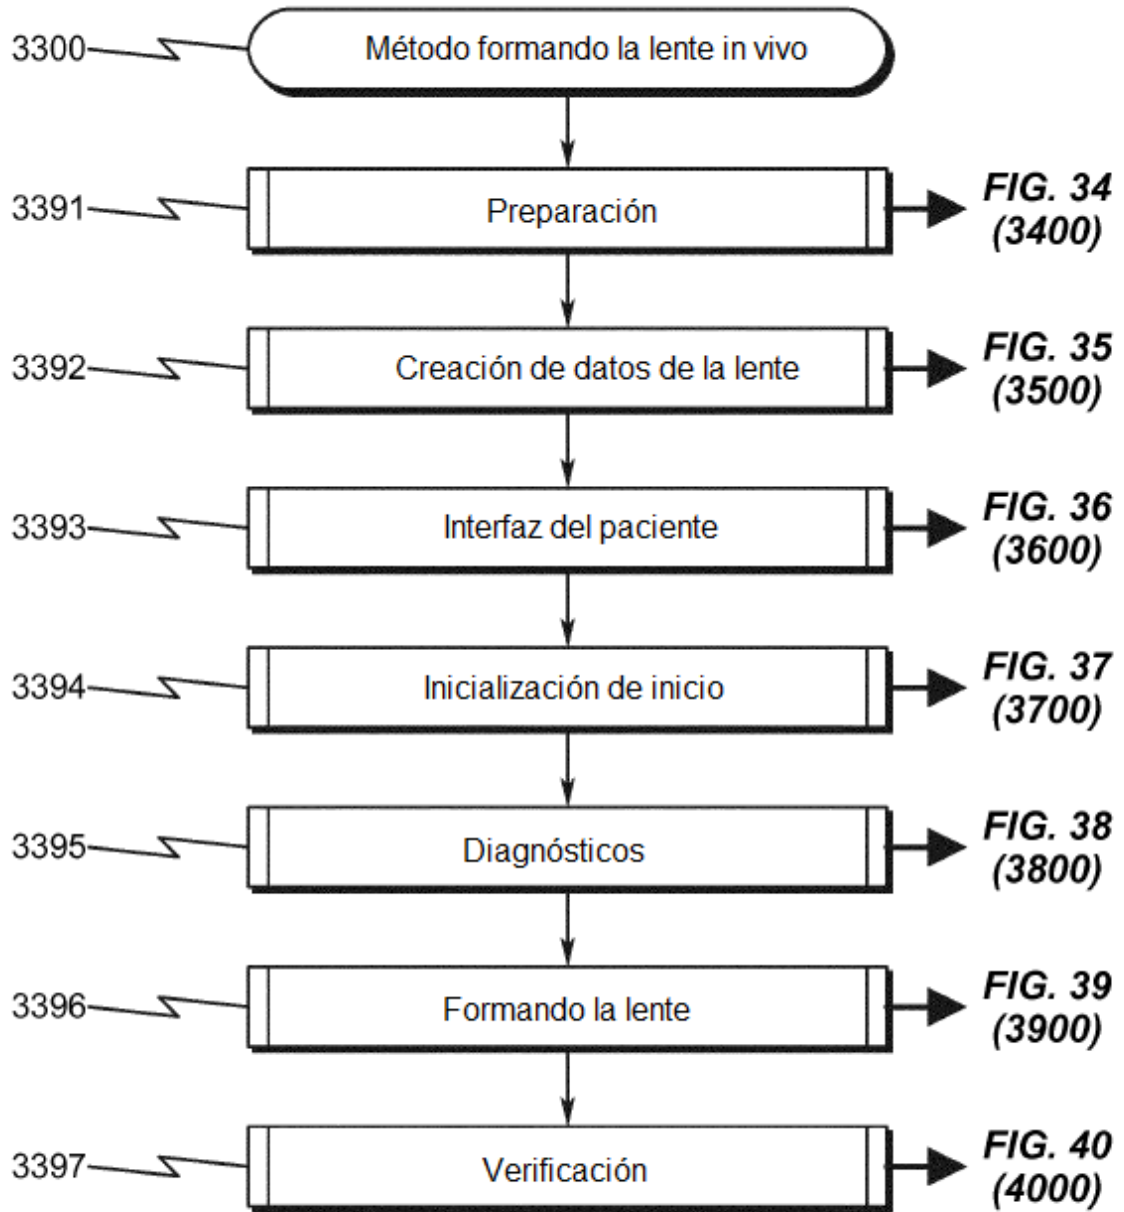 3300 Método formando la lente in vivo
3391 Preparación FIG. 34
(3400)
3392 Creación de datos de la lente FIG. 35
(3500)
3393 Interfaz del paciente FIG. 36
(3600)
3394 Inicialización de inicio FIG. 37
(3700)
3395 Diagnósticos FIG. 38
(3800)
3396 Formando la lente FIG. 39
(3900)
3397 Verificación FIG. 40
(4000)